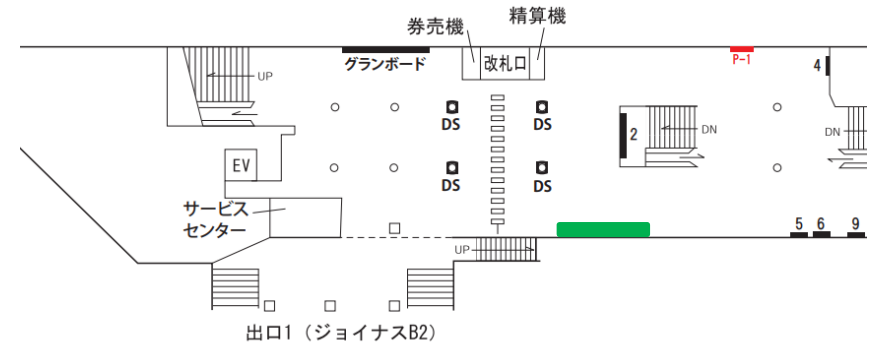 券売機
精算機
グランボード
改札口
P-1
4
UP
DS
DS
2
DN
DN
EV
DS
DS
サービス
センター
5
6
9
UP
出口1（ジョイナスB2）